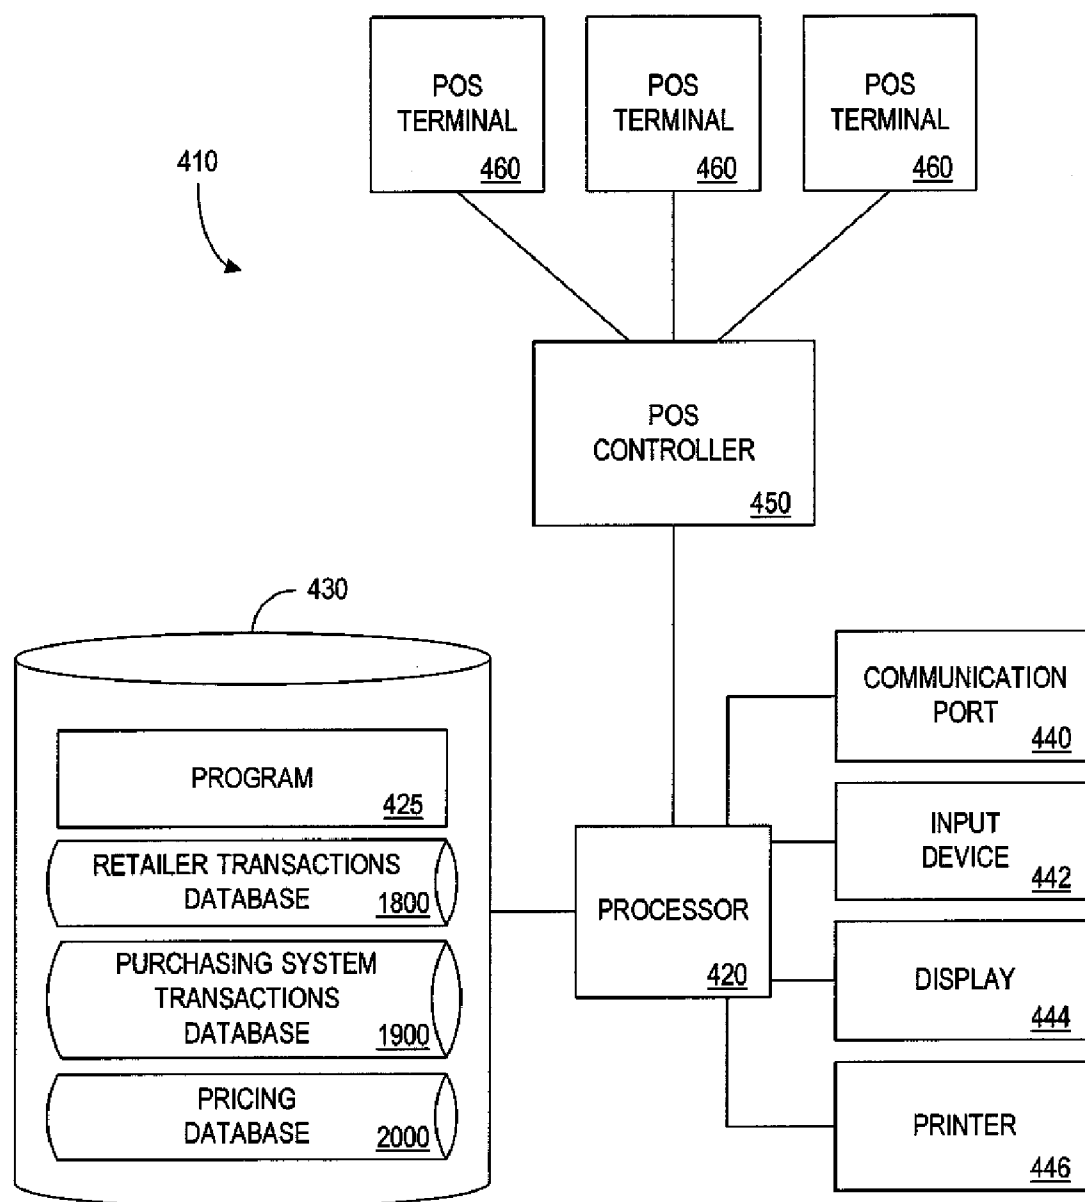 POS
TERMINAL
460
POS
TERMINAL
460
POS
TERMINAL
460
410
POS
CONTROLLER
450
430
PROGRAM
425
RETAILER TRANSACTIONS
DATABASE
1800
PURCHASING SYSTEM
TRANSACTIONS
DATABASE
1900
PRICING
DATABASE
2000
PROCESSOR
420
COMMUNICATION
PORT
440
INPUT
DEVICE
442
DISPLAY
444
PRINTER
446